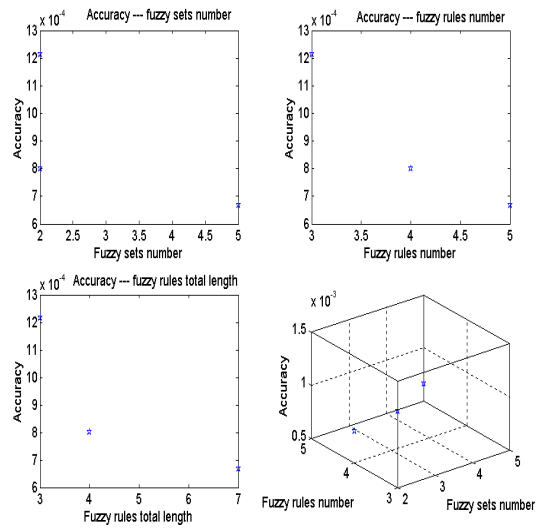 x 10^-4 Accuracy --- fuzzy sets number
13
12
11
10
9
8
7
6
2 2.5 3 3.5 4 4.5 5
Accuracy
Fuzzy sets number
x 10^-4 Accuracy --- fuzzy rules number
13
12
11
10
9
8
7
6
3 3.5 4 4.5 5
Accuracy
Fuzzy rules number
x 10^-4 Accuracy --- fuzzy rules total length
13
12
11
10
9
8
7
6
3 4 5 6 7
Accuracy
Fuzzy rules total length
x 10^-3
1.5
1
0.5
Accuracy
5
4
3
2
3
4
5
Fuzzy rules number
Fuzzy sets number